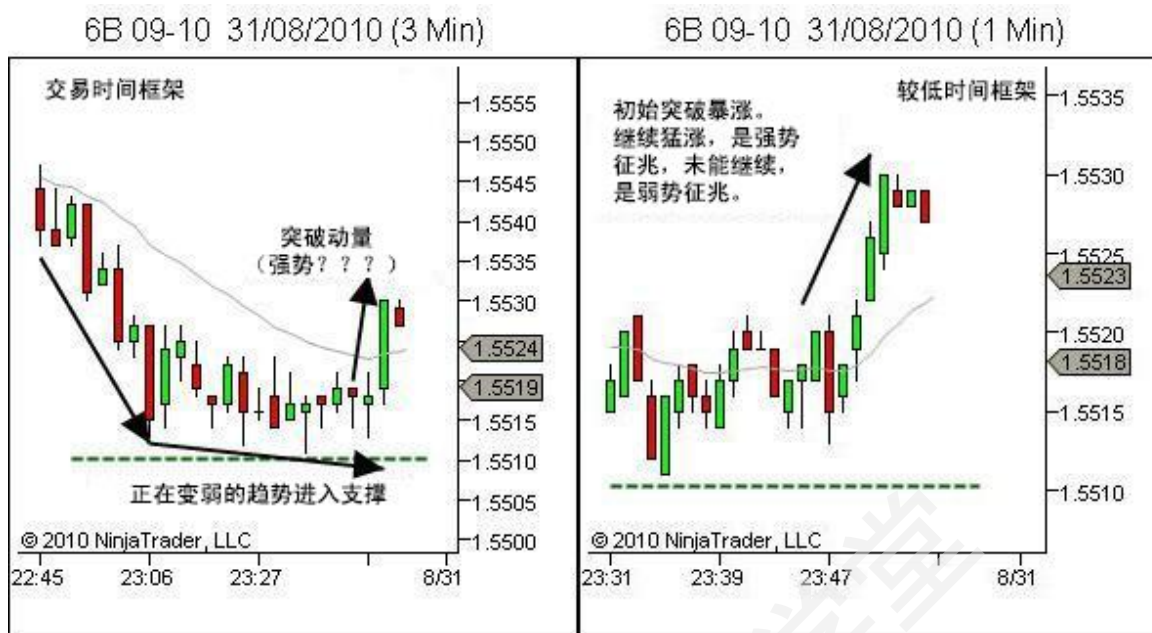 6B 09-10 31/08/2010 (3 Min)
6B 09-10 31/08/2010 (1 Min)
交易时间框架
突破动量
（强势？？？）
正在变弱的趋势进入支撑
© 2010 NinjaTrader, LLC
1.5555
1.5550
1.5545
1.5540
1.5535
1.5530
1.5524
1.5519
1.5515
1.5510
1.5505
1.5500
22:45
23:06
23:27
8/31
较低时间框架
初始突破暴涨。
继续猛涨，是强势
征兆，未能继续，
是弱势征兆。
© 2010 NinjaTrader, LLC
1.5535
1.5530
1.5525
1.5523
1.5520
1.5518
1.5515
1.5510
23:31
23:39
23:47
8/31
学堂